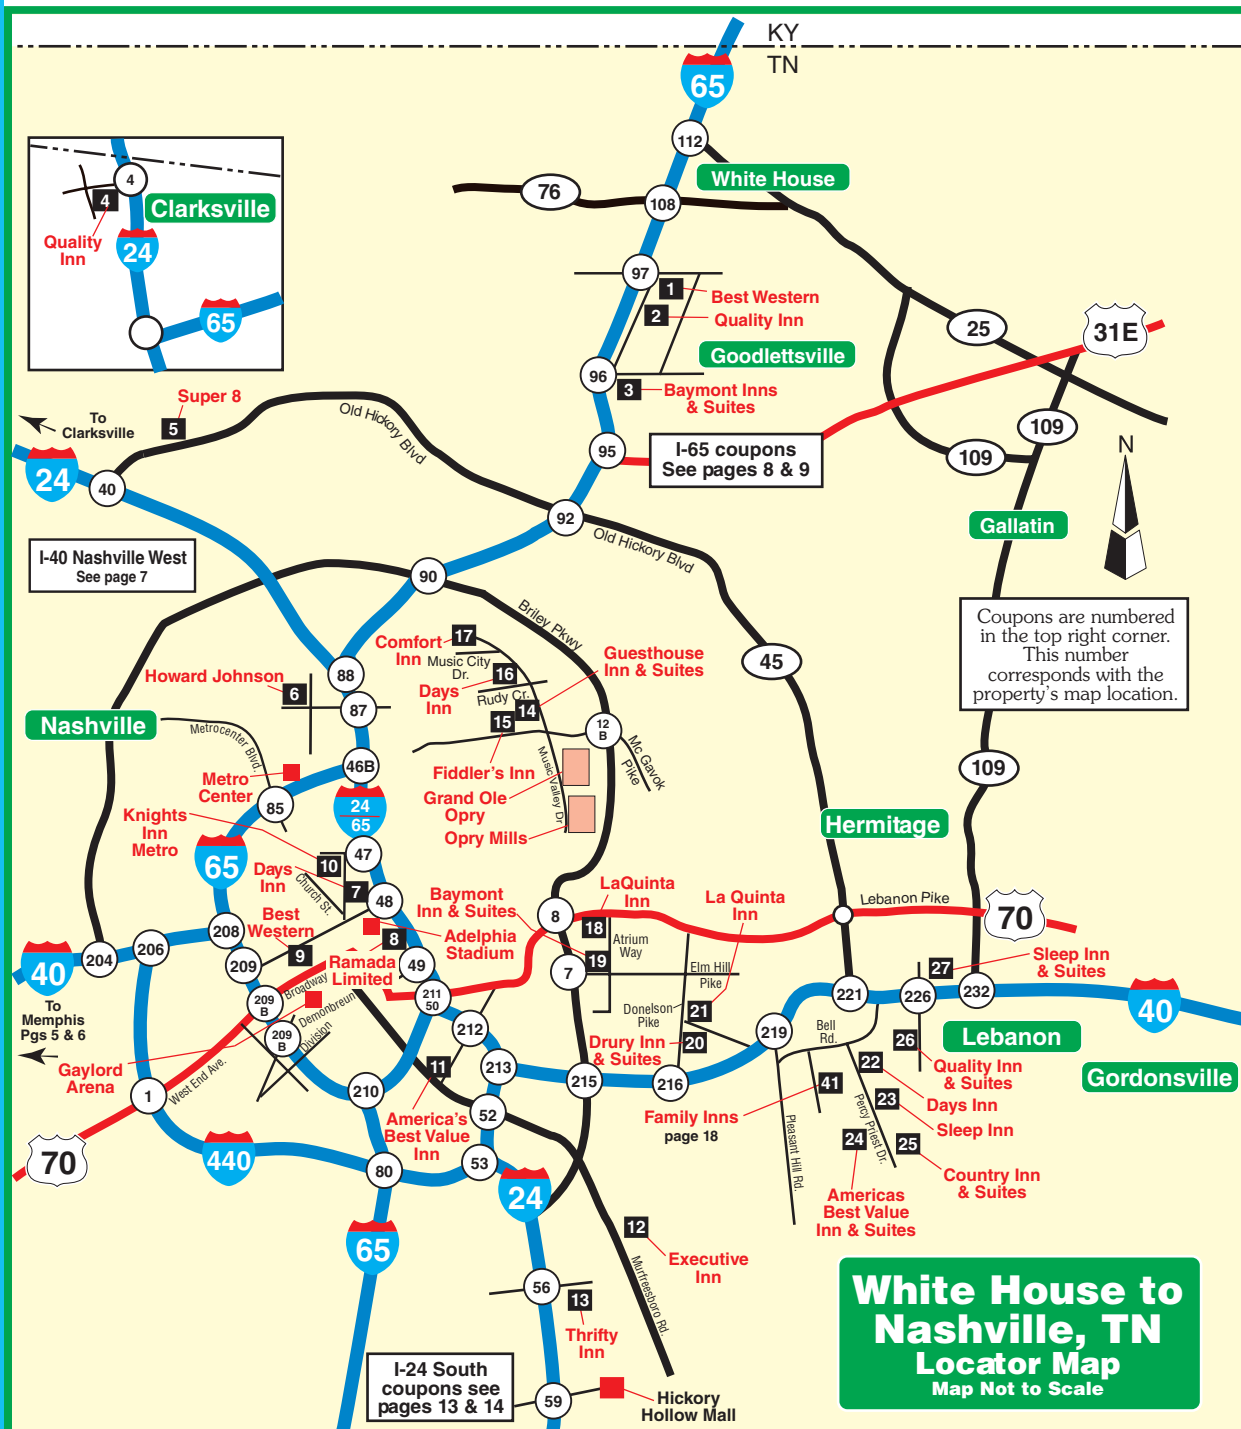 KY
TN
65
112
White House
76
108
4
4
Clarksville
Quality
Inn
24
65
97
1
Best Western
2
Quality Inn
25
31E
Goodlettsville
96
3
Baymont Inns
& Suites
Super 8
5
To
Clarksville
Old Hickory Blvd
109
109
95
I-65 coupons
See pages 8 & 9
N
24
40
92
Gallatin
Old Hickory Blvd
I-40 Nashville West
See page 7
90
Briley Pkwy
Coupons are numbered
in the top right corner.
This number
corresponds with the
property's map location.
Comfort
Inn
17
Music City
Dr.
Guesthouse
Inn & Suites
45
88
Howard Johnson
6
16
Days
Inn
Rudy Cr.
14
15
87
Nashville
Metrocenter Blvd.
12
B
Mc Gavok
Pike
Music Valley Dr
46B
Metro
Center
Fiddler's Inn
109
Grand Ole
Opry
85
24
65
Opry Mills
Hermitage
Knights
Inn
Metro
65
47
10
Days
Inn
7
Church St.
48
Baymont
Inn & Suites
LaQuinta
Inn
La Quinta
Inn
Lebanon Pike
70
8
18
Best
Western
9
208
Adelphia
Stadium
8
Atrium
Way
206
204
40
209
Ramada
Limited
49
7
19
Elm Hill
Pike
27
Sleep Inn
& Suites
Broadway
209
B
211
50
221
226
232
40
To
Memphis
Pgs 5 & 6
Demonbreun
Division
209
B
Donelson
Pike
21
212
219
Bell
Rd.
Lebanon
20
Drury Inn
& Suites
26
Gaylord
Arena
West End Ave.
11
213
215
216
22
Quality Inn
& Suites
Gordonsville
1
210
41
Days Inn
23
52
America's
Best Value
Inn
Family Inns
page 18
Percy Priest Dr.
Sleep Inn
24
25
70
440
80
53
Pleasant Hill Rd.
Country Inn
& Suites
24
Americas
Best Value
Inn & Suites
65
12
Executive
Inn
Murfreesboro Rd.
56
13
Thrifty
Inn
White House to
Nashville, TN
Locator Map
Map Not to Scale
I-24 South
coupons see
pages 13 & 14
59
Hickory
Hollow Mall